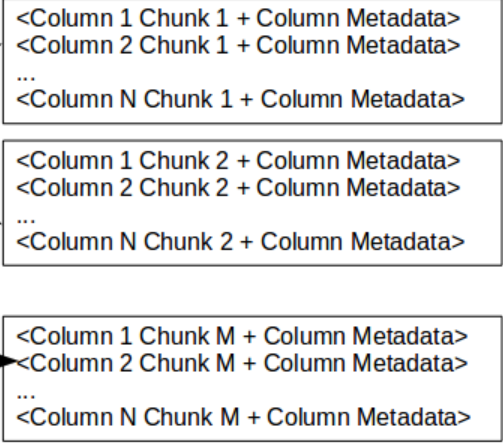 <Column 1 Chunk 1 + Column Metadata>
<Column 2 Chunk 1 + Column Metadata>
...
<Column N Chunk 1 + Column Metadata>
<Column 1 Chunk 2 + Column Metadata>
<Column 2 Chunk 2 + Column Metadata>
...
<Column N Chunk 2 + Column Metadata>
<Column 1 Chunk M + Column Metadata>
<Column 2 Chunk M + Column Metadata>
...
<Column N Chunk M + Column Metadata>